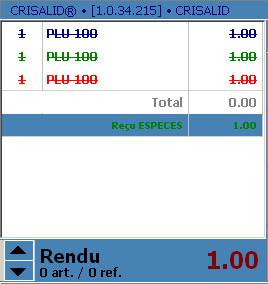 CRISALID® • [1.0.34.215] • CRISALID
1 PLU 100 1.00
1 PLU 100 1.00
1 PLU 100 1.00
Total 0.00
Reçu ESPECES 1.00
Rendu 1.00
0 art. / 0 ref.